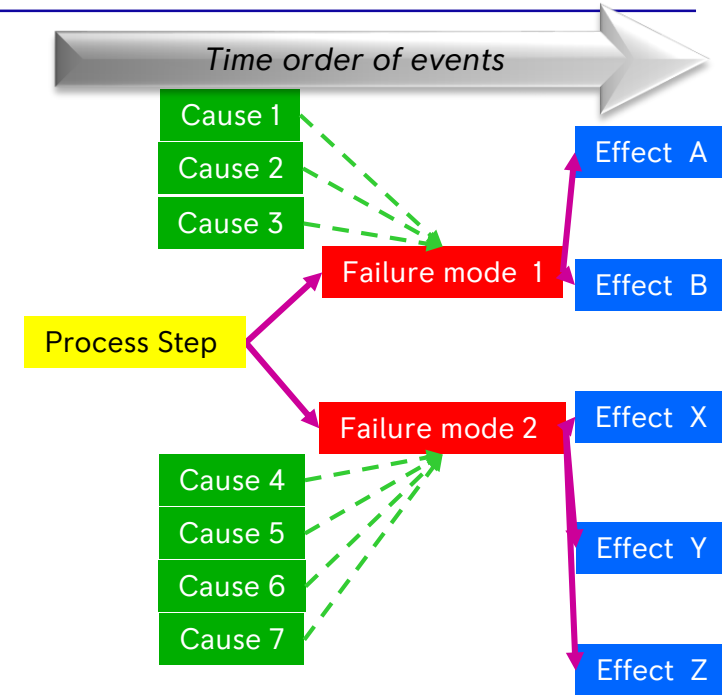 Time order of events
Cause 1
Cause 2
Cause 3
Effect A
Failure mode 1
Effect B
Process Step
Failure mode 2
Effect X
Cause 4
Cause 5
Cause 6
Cause 7
Effect Y
Effect Z